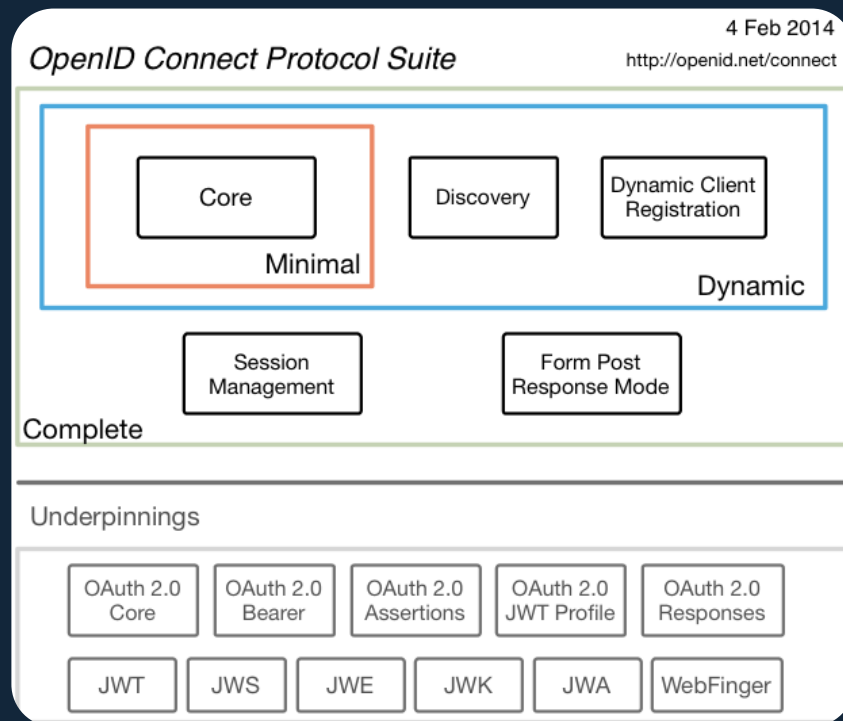 4 Feb 2014
OpenID Connect Protocol Suite
http://openid.net/connect
Core
Discovery
Dynamic Client
Registration
Minimal
Dynamic
Session
Management
Form Post
Response Mode
Complete
Underpinnings
OAuth 2.0
Core
OAuth 2.0
Bearer
OAuth 2.0
Assertions
OAuth 2.0
JWT Profile
OAuth 2.0
Responses
JWT
JWS
JWE
JWK
JWA
WebFinger